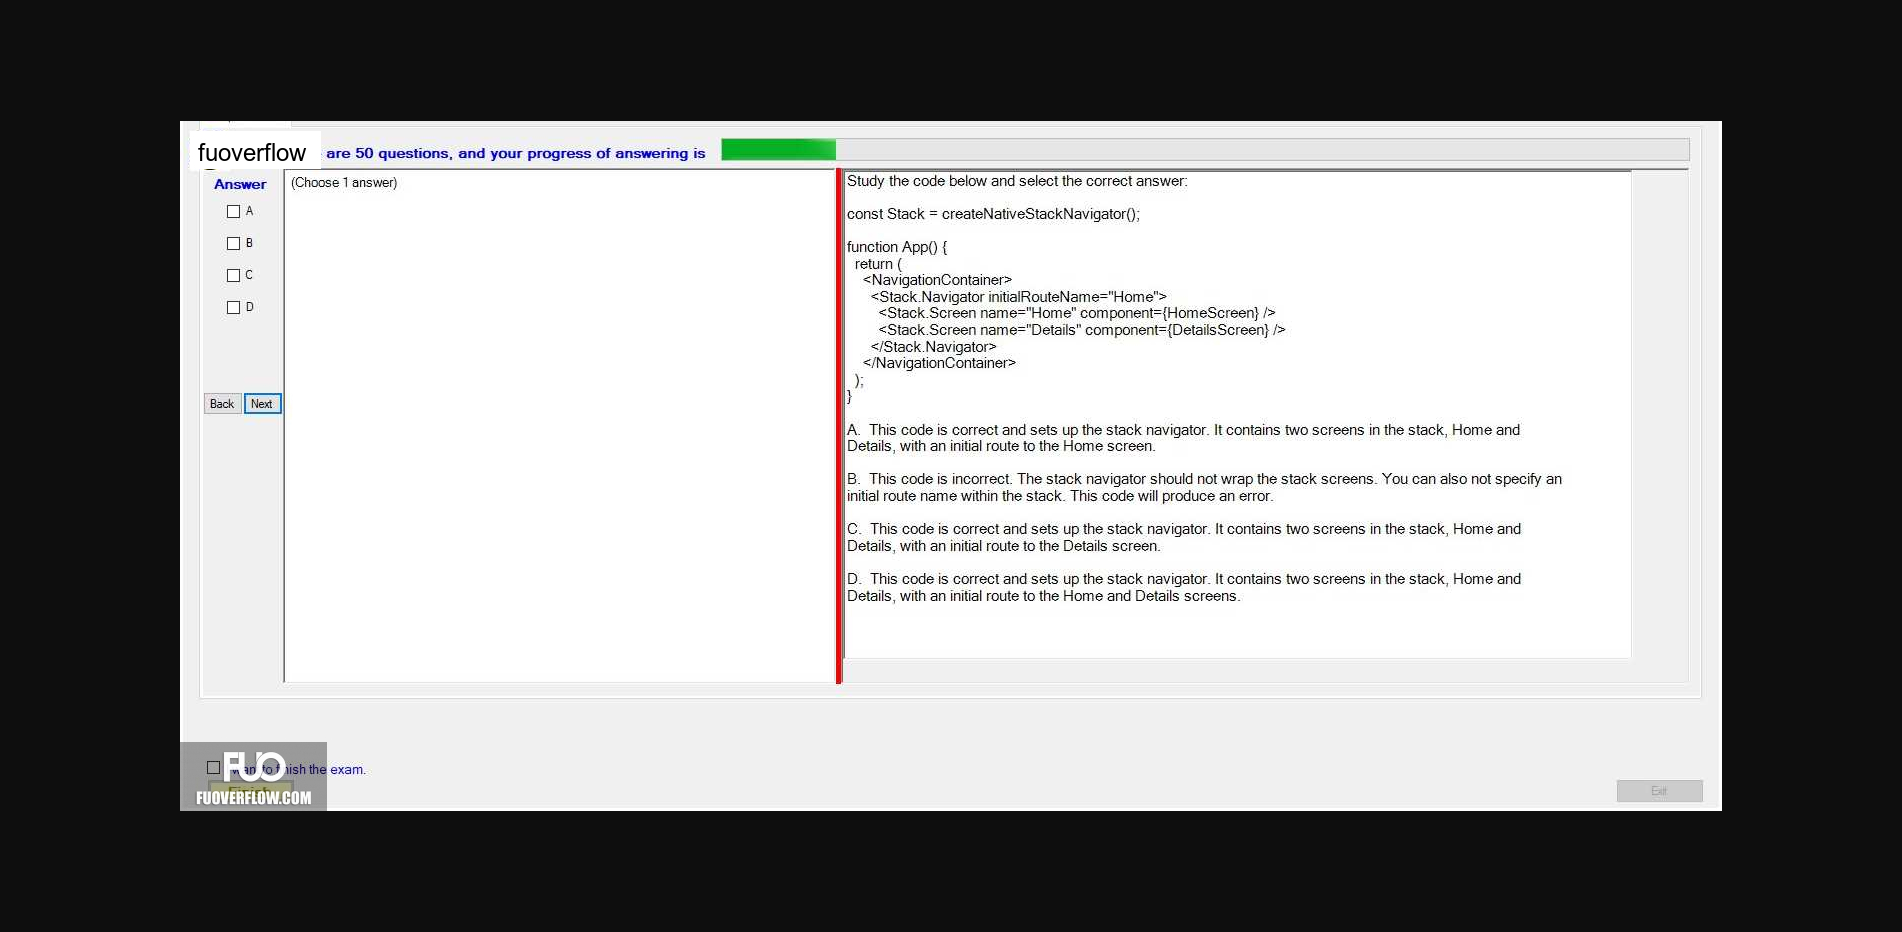 fuoverflow are 50 questions, and your progress of answering is
Answer
A
B
C
D
Back Next
(Choose 1 answer)
Study the code below and select the correct answer:
const Stack = createNativeStackNavigator();
function App() {
return (
<NavigationContainer>
<Stack.Navigator initialRouteName="Home">
<Stack.Screen name="Home" component={HomeScreen} />
<Stack.Screen name="Details" component={DetailsScreen} />
</Stack.Navigator>
</NavigationContainer>
);
}
A. This code is correct and sets up the stack navigator. It contains two screens in the stack, Home and
Details, with an initial route to the Home screen.
B. This code is incorrect. The stack navigator should not wrap the stack screens. You can also not specify an
initial route name within the stack. This code will produce an error.
C. This code is correct and sets up the stack navigator. It contains two screens in the stack, Home and
Details, with an initial route to the Details screen.
D. This code is correct and sets up the stack navigator. It contains two screens in the stack, Home and
Details, with an initial route to the Home and Details screens.
FUO
the exam.
FUOVERFLOW.COM
Exit